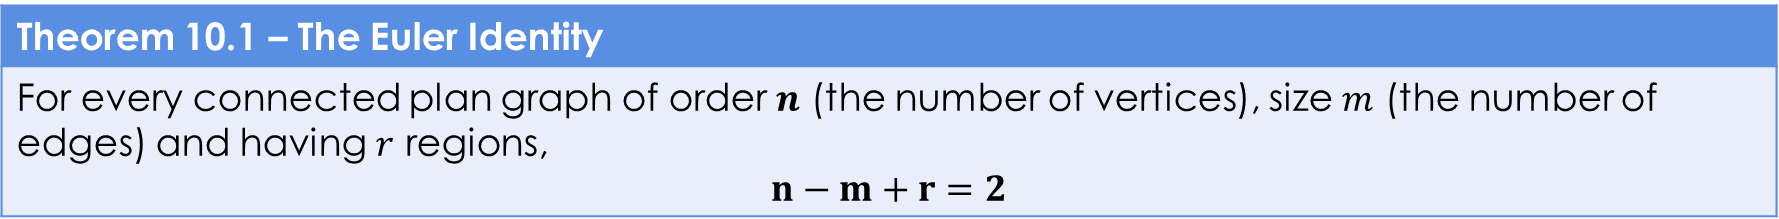 Theorem 10.1 – The Euler Identity
For every connected plan graph of order n (the number of vertices), size m (the number of
edges) and having r regions,
n − m + r = 2